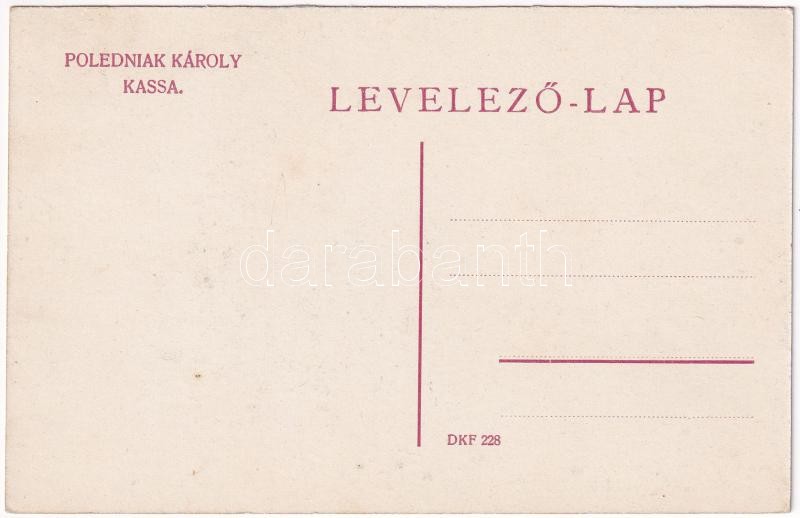 POLEDNIAK KÁROLY
KASSA.
LEVELEZŐ-LAP
darabanth
DKF 228